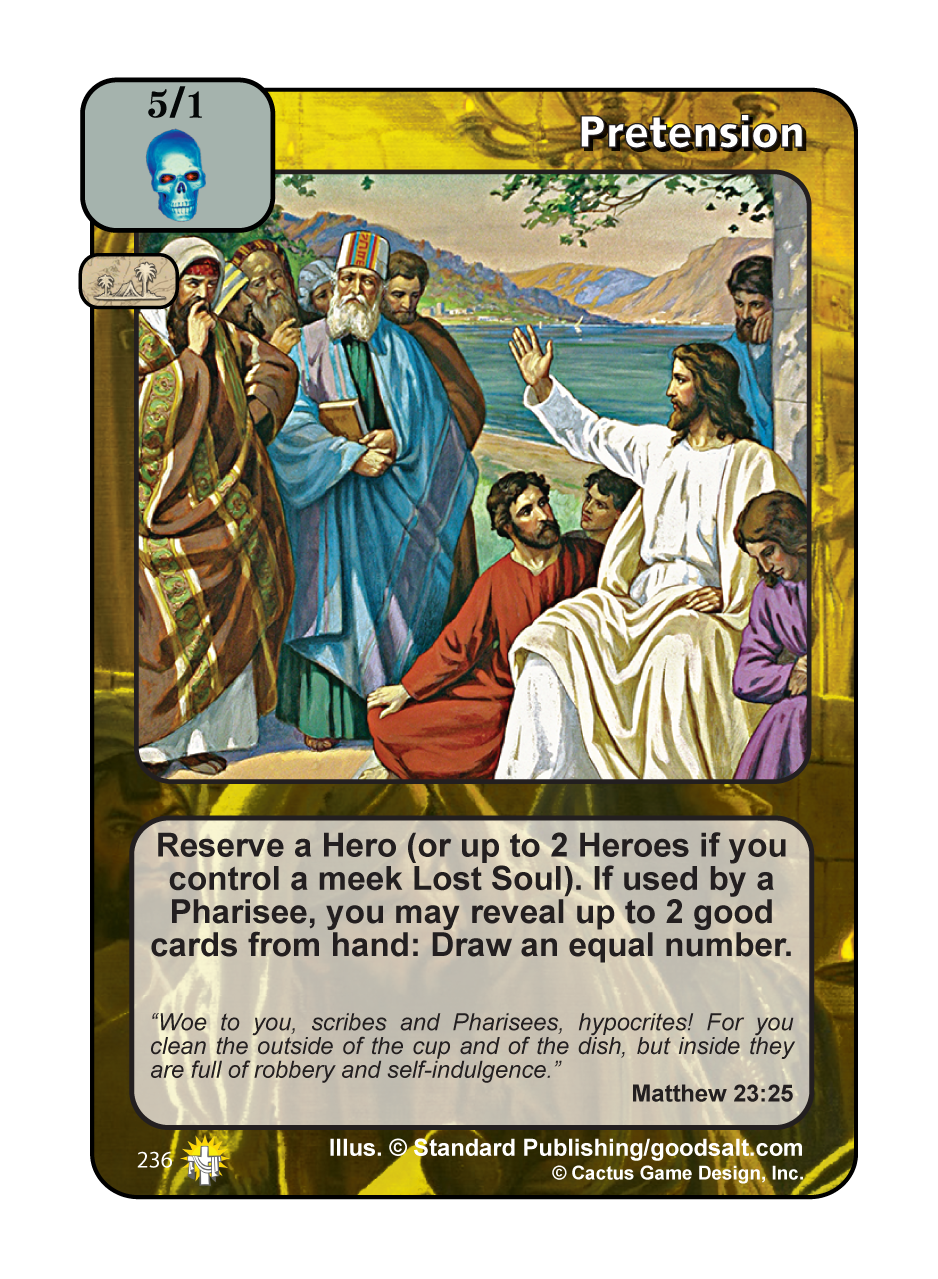 5/1
Pretension
Reserve a Hero (or up to 2 Heroes if you
control a meek Lost Soul). If used by a
Pharisee, you may reveal up to 2 good
cards from hand: Draw an equal number.
“Woe to you, scribes and Pharisees, hypocrites! For you
clean the outside of the cup and of the dish, but inside they
are full of robbery and self-indulgence.”
Matthew 23:25
236
Illus. © Standard Publishing/goodsalt.com
© Cactus Game Design, Inc.